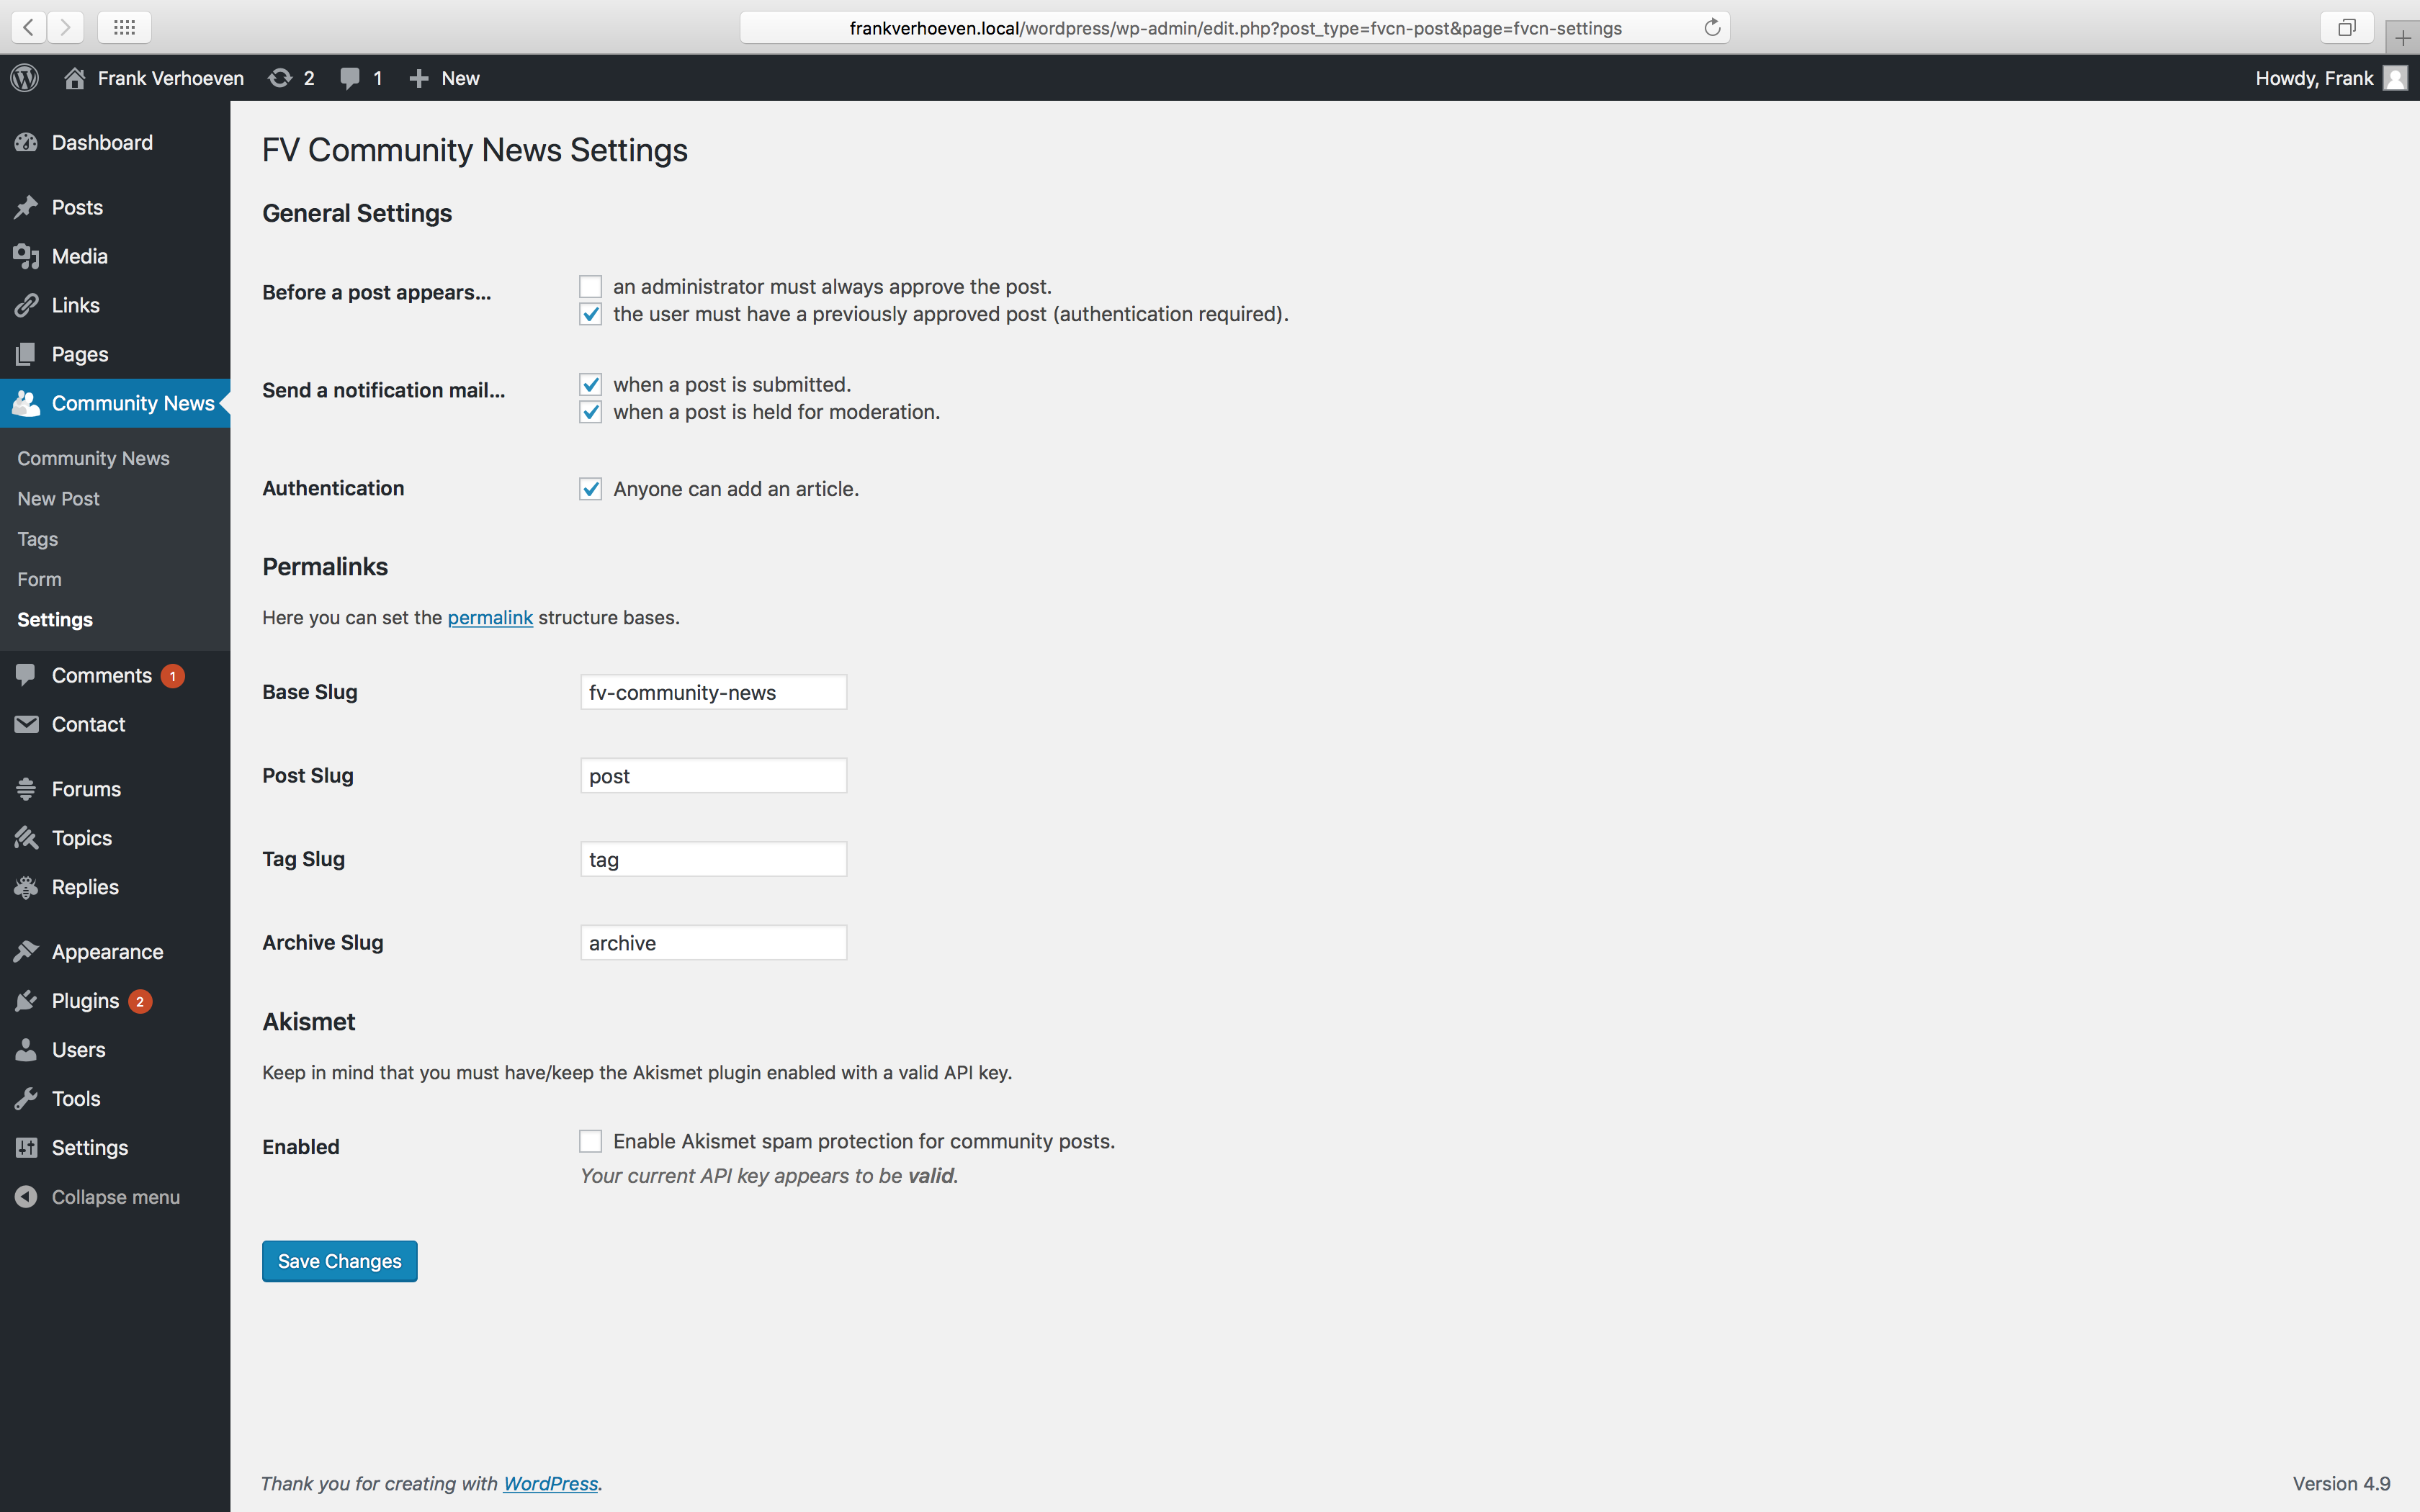 frankverhoeven.local/wordpress/wp-admin/edit.php?post_type=fvcn-post&page=fvcn-settings
Frank Verhoeven 2 1 New
Howdy, Frank
Dashboard
Posts
Media
Links
Pages
Community News
Community News
New Post
Tags
Form
Settings
Comments 1
Contact
Forums
Topics
Replies
Appearance
Plugins 2
Users
Tools
Settings
Collapse menu
FV Community News Settings
General Settings
Before a post appears...
an administrator must always approve the post.
the user must have a previously approved post (authentication required).
Send a notification mail...
when a post is submitted.
when a post is held for moderation.
Authentication
Anyone can add an article.
Permalinks
Here you can set the permalink structure bases.
Base Slug
fv-community-news
Post Slug
post
Tag Slug
tag
Archive Slug
archive
Akismet
Keep in mind that you must have/keep the Akismet plugin enabled with a valid API key.
Enabled
Enable Akismet spam protection for community posts.
Your current API key appears to be valid.
Save Changes
Thank you for creating with WordPress.
Version 4.9